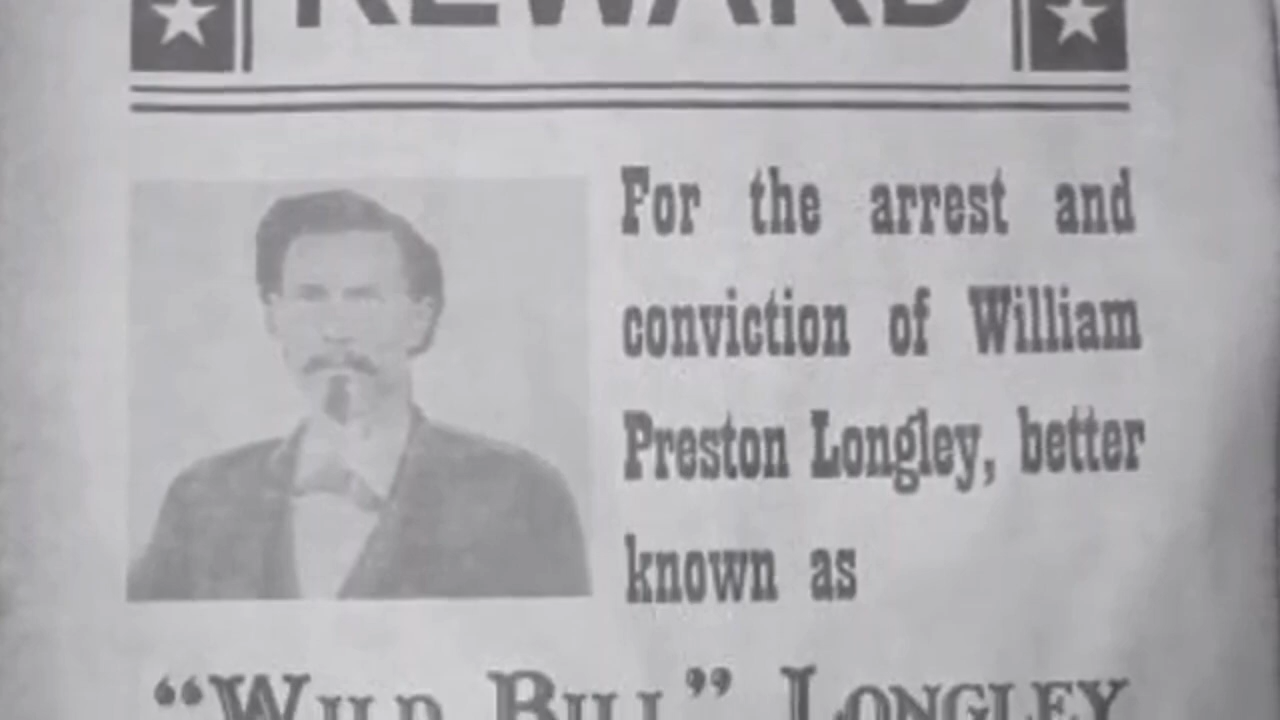 REWARD
For the arrest and
conviction of William
Preston Longley, better
known as
“WILD BILL” LONGLEY